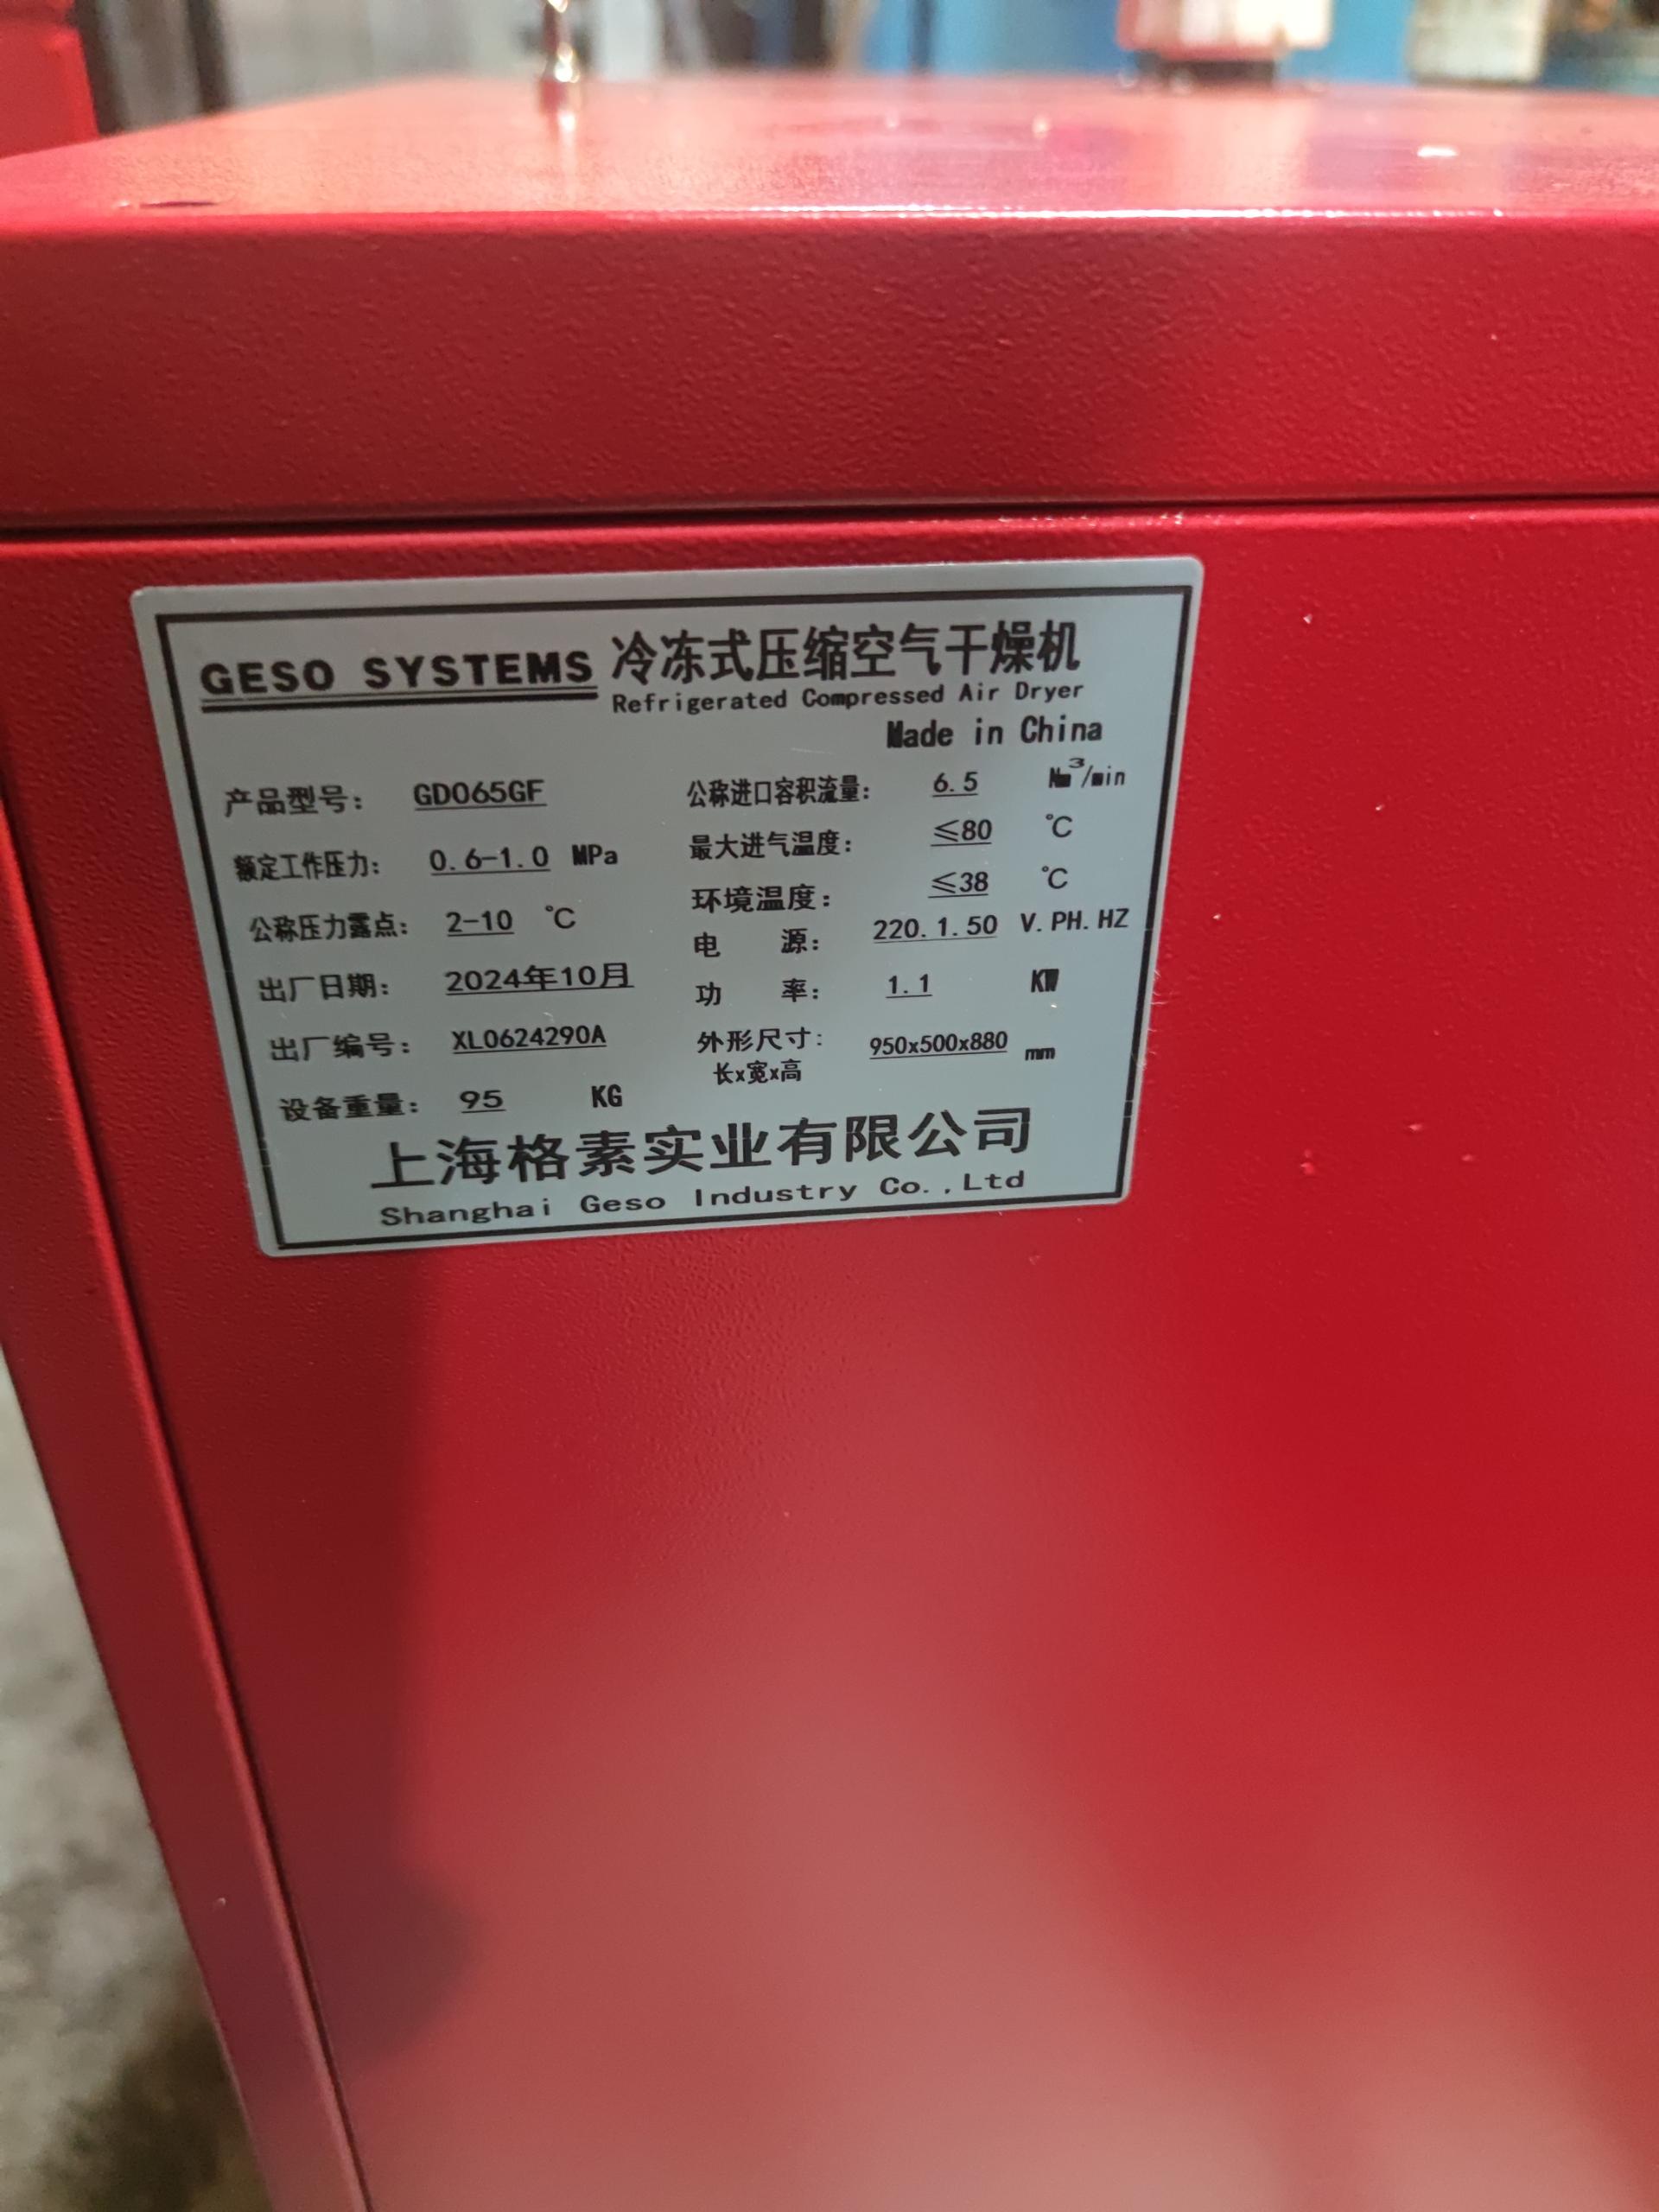 GESO SYSTEMS 冷冻式压缩空气干燥机
Refrigerated Compressed Air Dryer
Made in China
产品型号: GD065GF 公称进口容积流量: 6.5 Nm³/min
额定工作压力: 0.6-1.0 MPa 最大进气温度: ≤80 ℃
公称压力露点: 2-10 ℃ 环境温度: ≤38 ℃
出厂日期: 2024年10月 电 源: 220.1.50 V.PH.HZ
出厂编号: XL0624290A 功 率: 1.1 KW
设备重量: 95 KG 外形尺寸: 950x500x880 mm
长x宽x高
上海格素实业有限公司
Shanghai Geso Industry Co.,Ltd